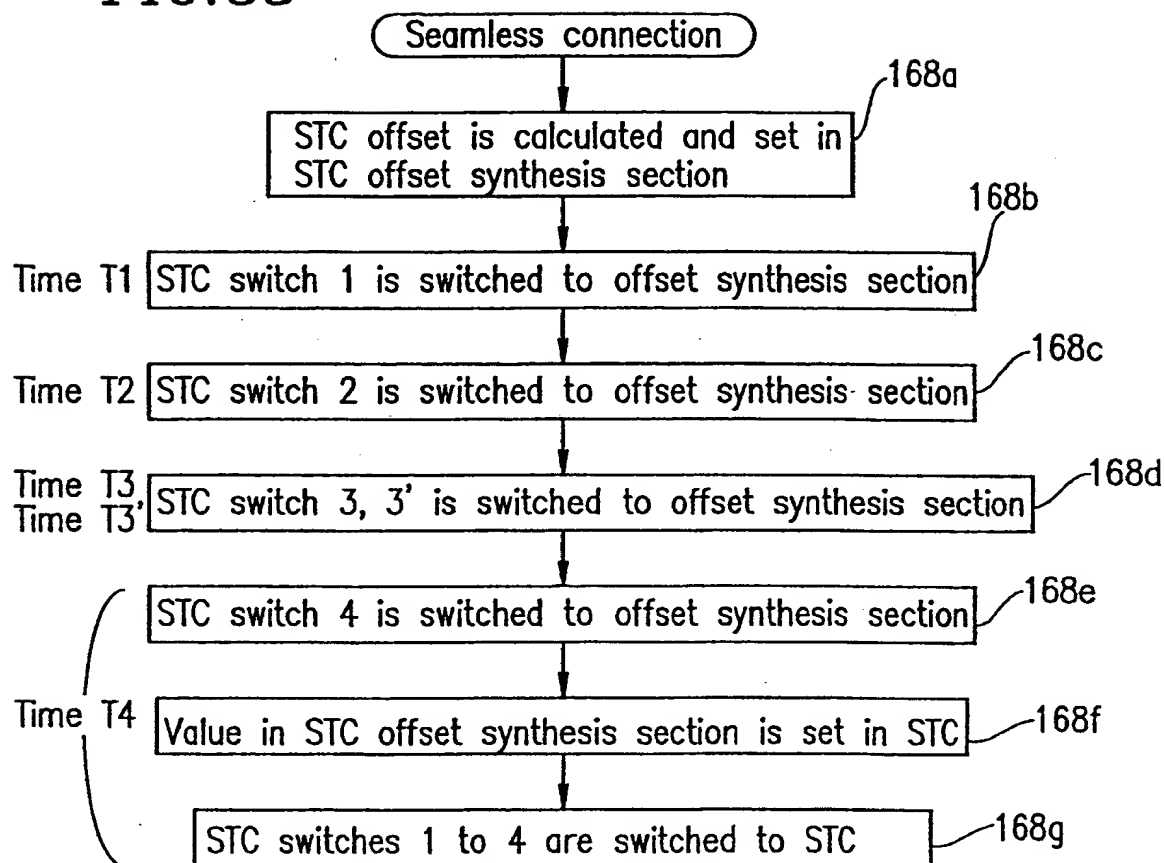 Seamless connection
168a
STC offset is calculated and set in
STC offset synthesis section
168b
Time T1 STC switch 1 is switched to offset synthesis section
168c
Time T2 STC switch 2 is switched to offset synthesis section
168d
Time T3,
Time T3'
STC switch 3, 3' is switched to offset synthesis section
168e
STC switch 4 is switched to offset synthesis section
Time T4
168f
Value in STC offset synthesis section is set in STC
168g
STC switches 1 to 4 are switched to STC